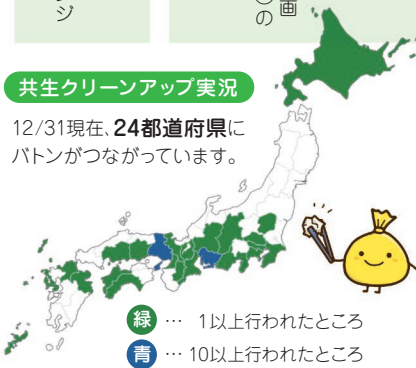 ジ
画
の
共生クリーンアップ実況
12/31現在、24都道府県に
バトンがつながっています。
緑 … 1以上行われたところ
青 … 10以上行われたところ